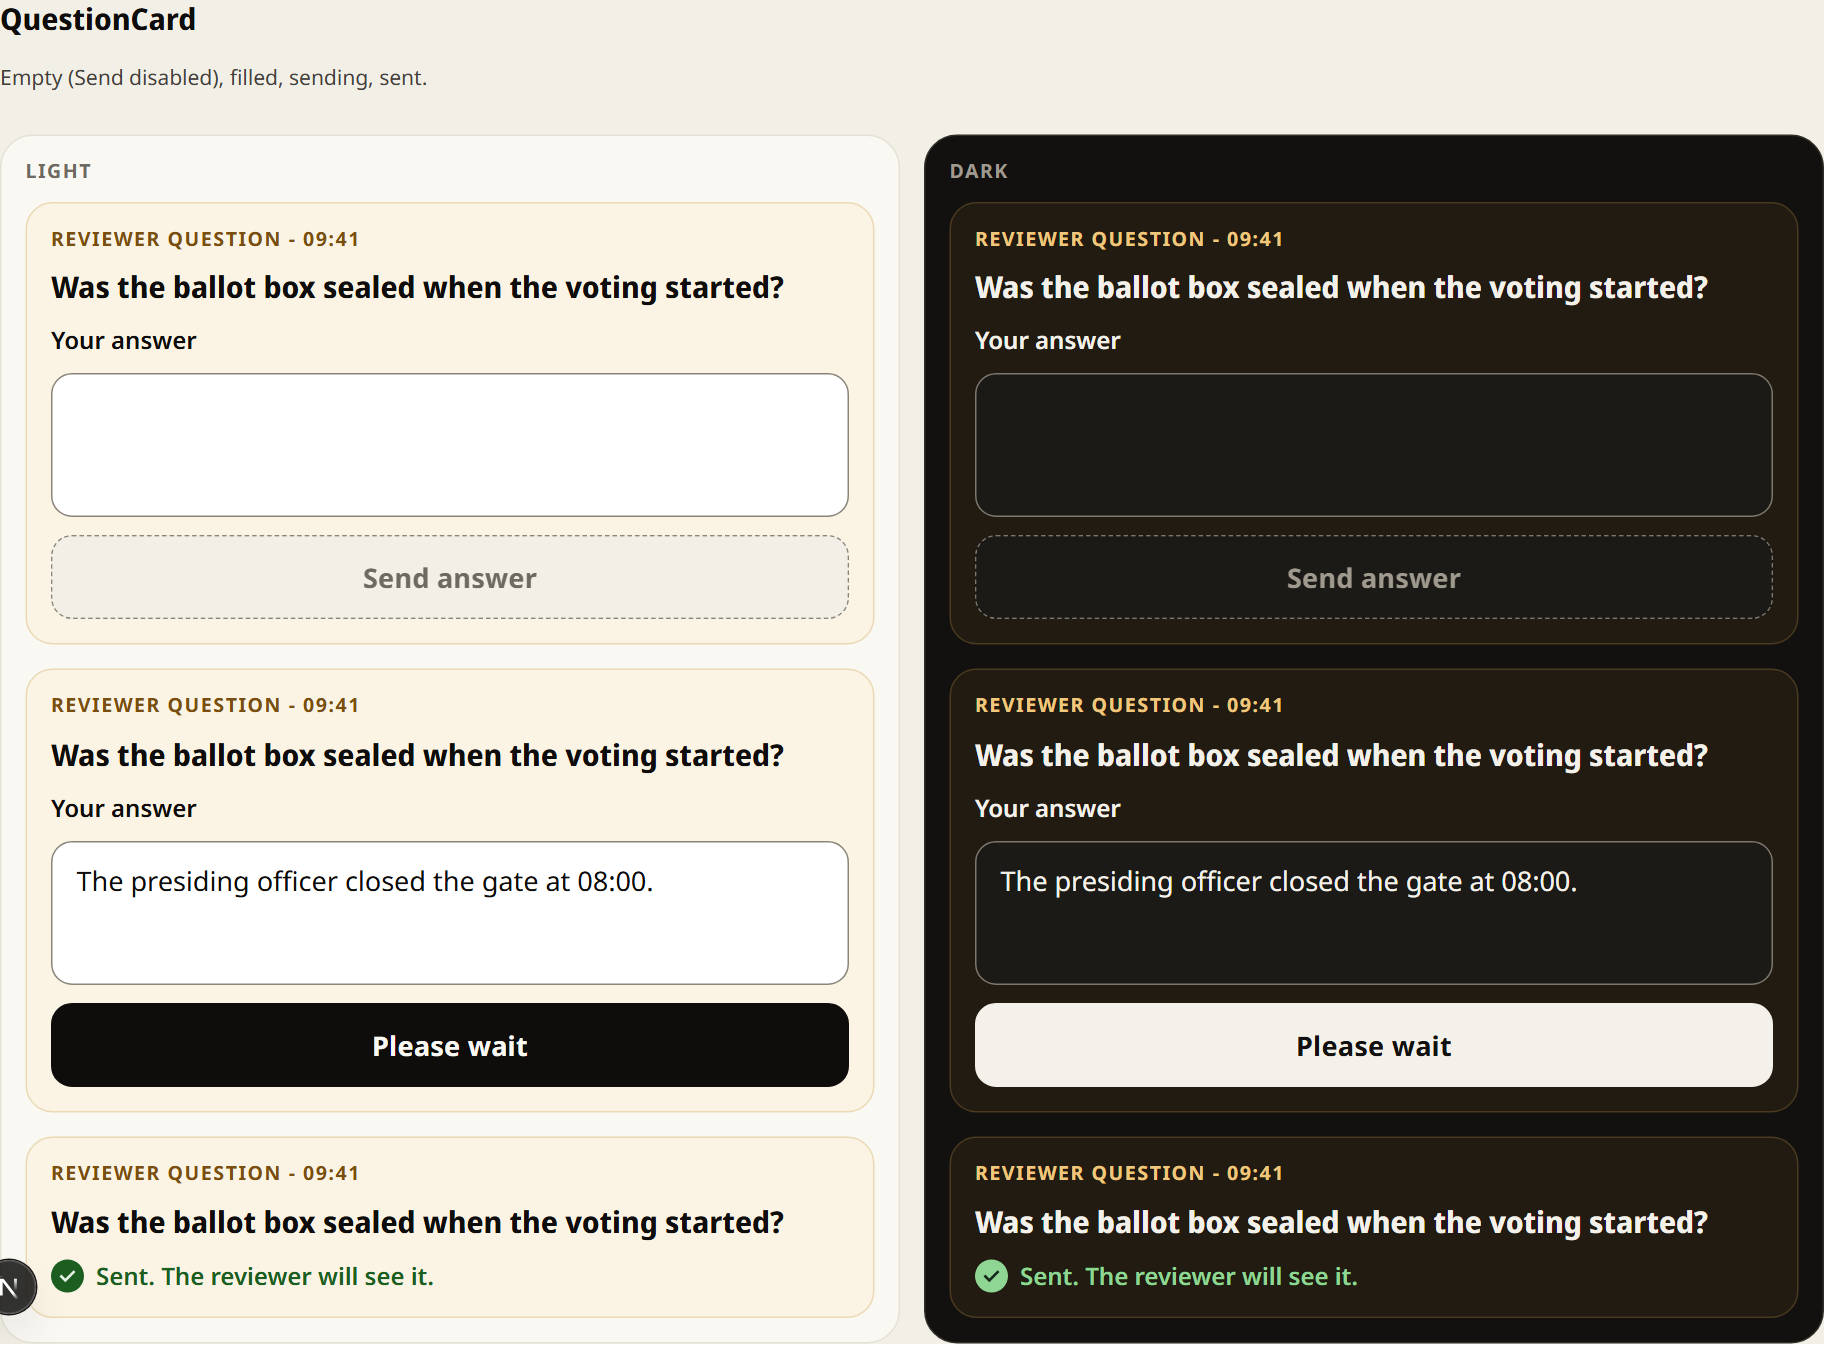 QuestionCard
Empty (Send disabled), filled, sending, sent.
LIGHT
REVIEWER QUESTION - 09:41
Was the ballot box sealed when the voting started?
Your answer
Send answer
REVIEWER QUESTION - 09:41
Was the ballot box sealed when the voting started?
Your answer
The presiding officer closed the gate at 08:00.
Please wait
REVIEWER QUESTION - 09:41
Was the ballot box sealed when the voting started?
Sent. The reviewer will see it.
N
DARK
REVIEWER QUESTION - 09:41
Was the ballot box sealed when the voting started?
Your answer
Send answer
REVIEWER QUESTION - 09:41
Was the ballot box sealed when the voting started?
Your answer
The presiding officer closed the gate at 08:00.
Please wait
REVIEWER QUESTION - 09:41
Was the ballot box sealed when the voting started?
Sent. The reviewer will see it.